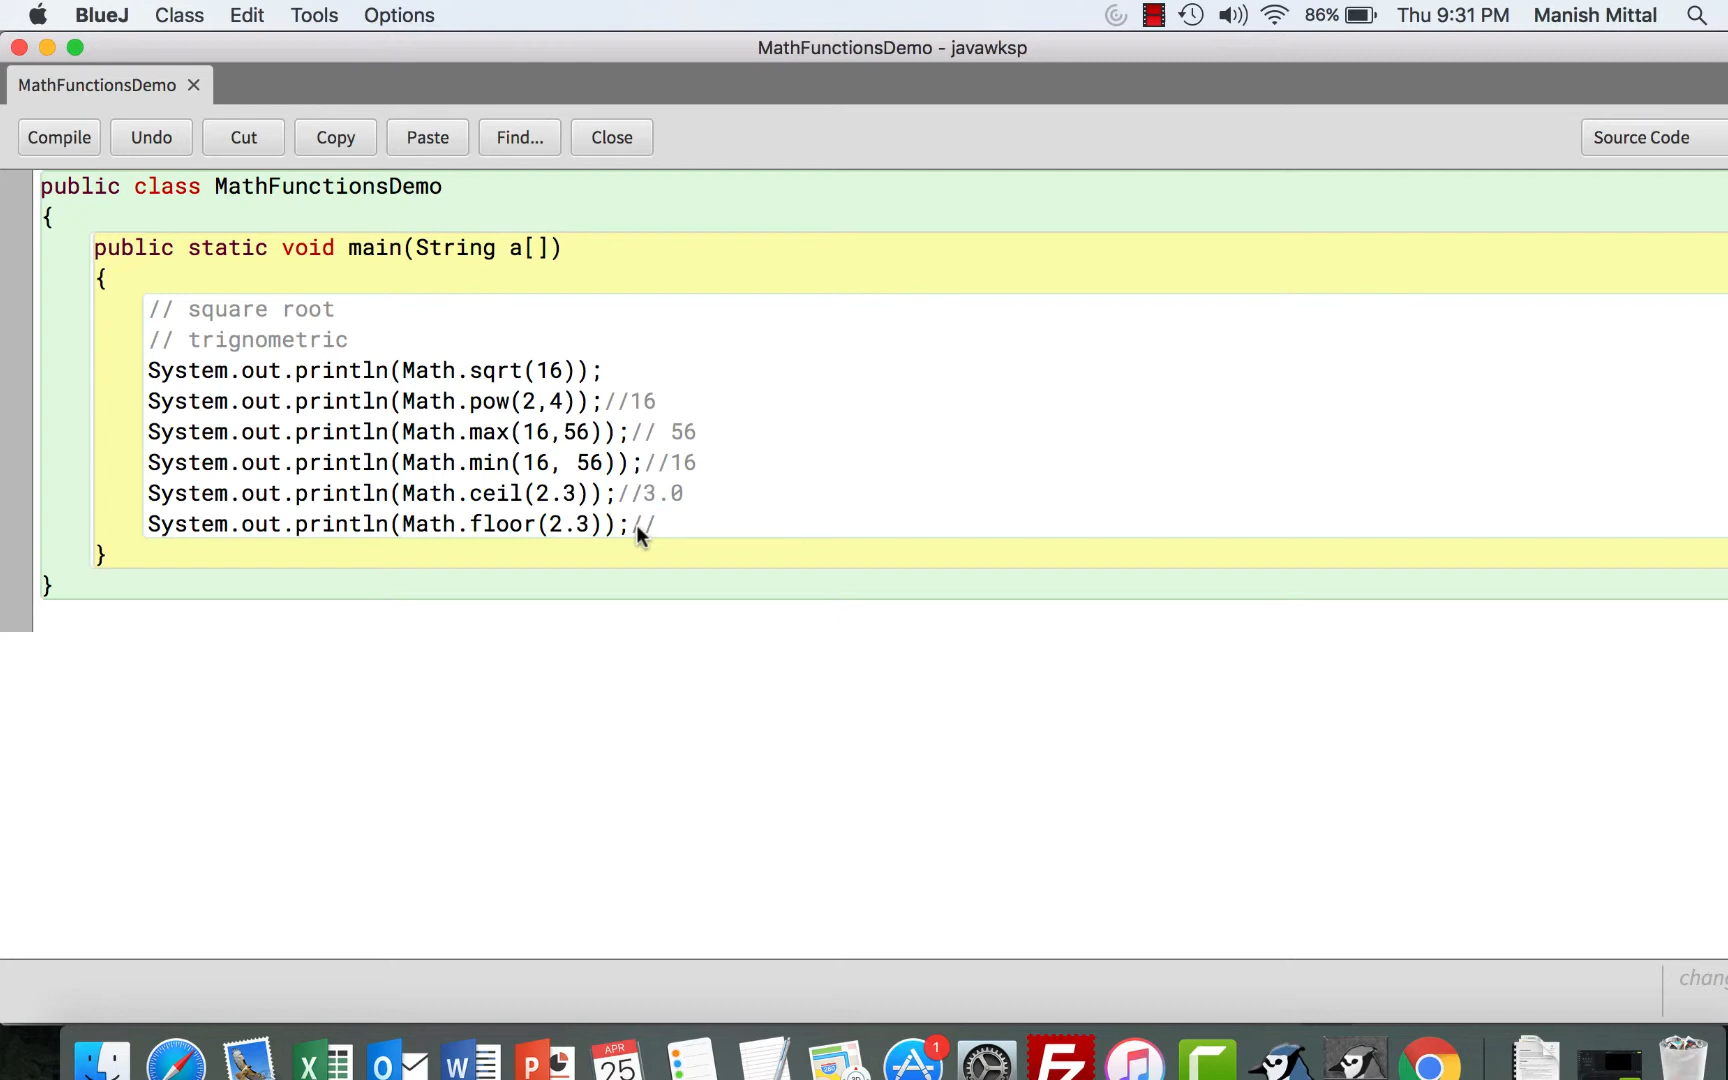 BlueJ Class Edit Tools Options 86% Thu 9:31 PM Manish Mittal
MathFunctionsDemo - javawksp
MathFunctionsDemo
Compile Undo Cut Copy Paste Find... Close Source Code
public class MathFunctionsDemo
{
public static void main(String a[])
{
// square root
// trignometric
System.out.println(Math.sqrt(16));
System.out.println(Math.pow(2,4));//16
System.out.println(Math.max(16,56));// 56
System.out.println(Math.min(16, 56));//16
System.out.println(Math.ceil(2.3));//3.0
System.out.println(Math.floor(2.3));//
}
}
chang
APR
25
1